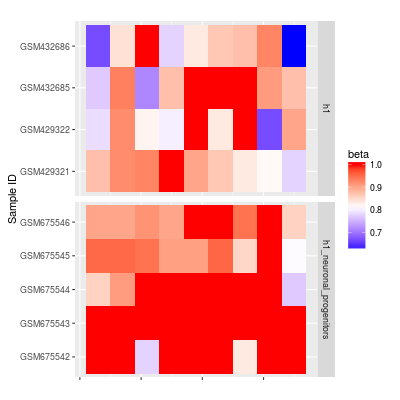 Sample ID
GSM432686
GSM432685
GSM429322
GSM429321
h1
GSM675546
GSM675545
GSM675544
GSM675543
GSM675542
h1_neuronal_progenitors
beta
1.0
0.9
0.8
0.7